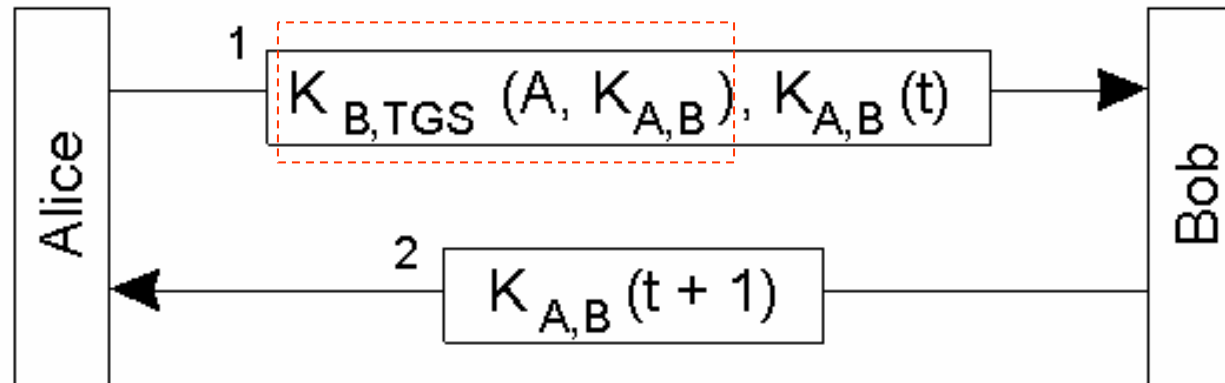 1
K B,TGS (A, K A,B ), K A,B (t)
Alice
Bob
2
K A,B (t + 1)